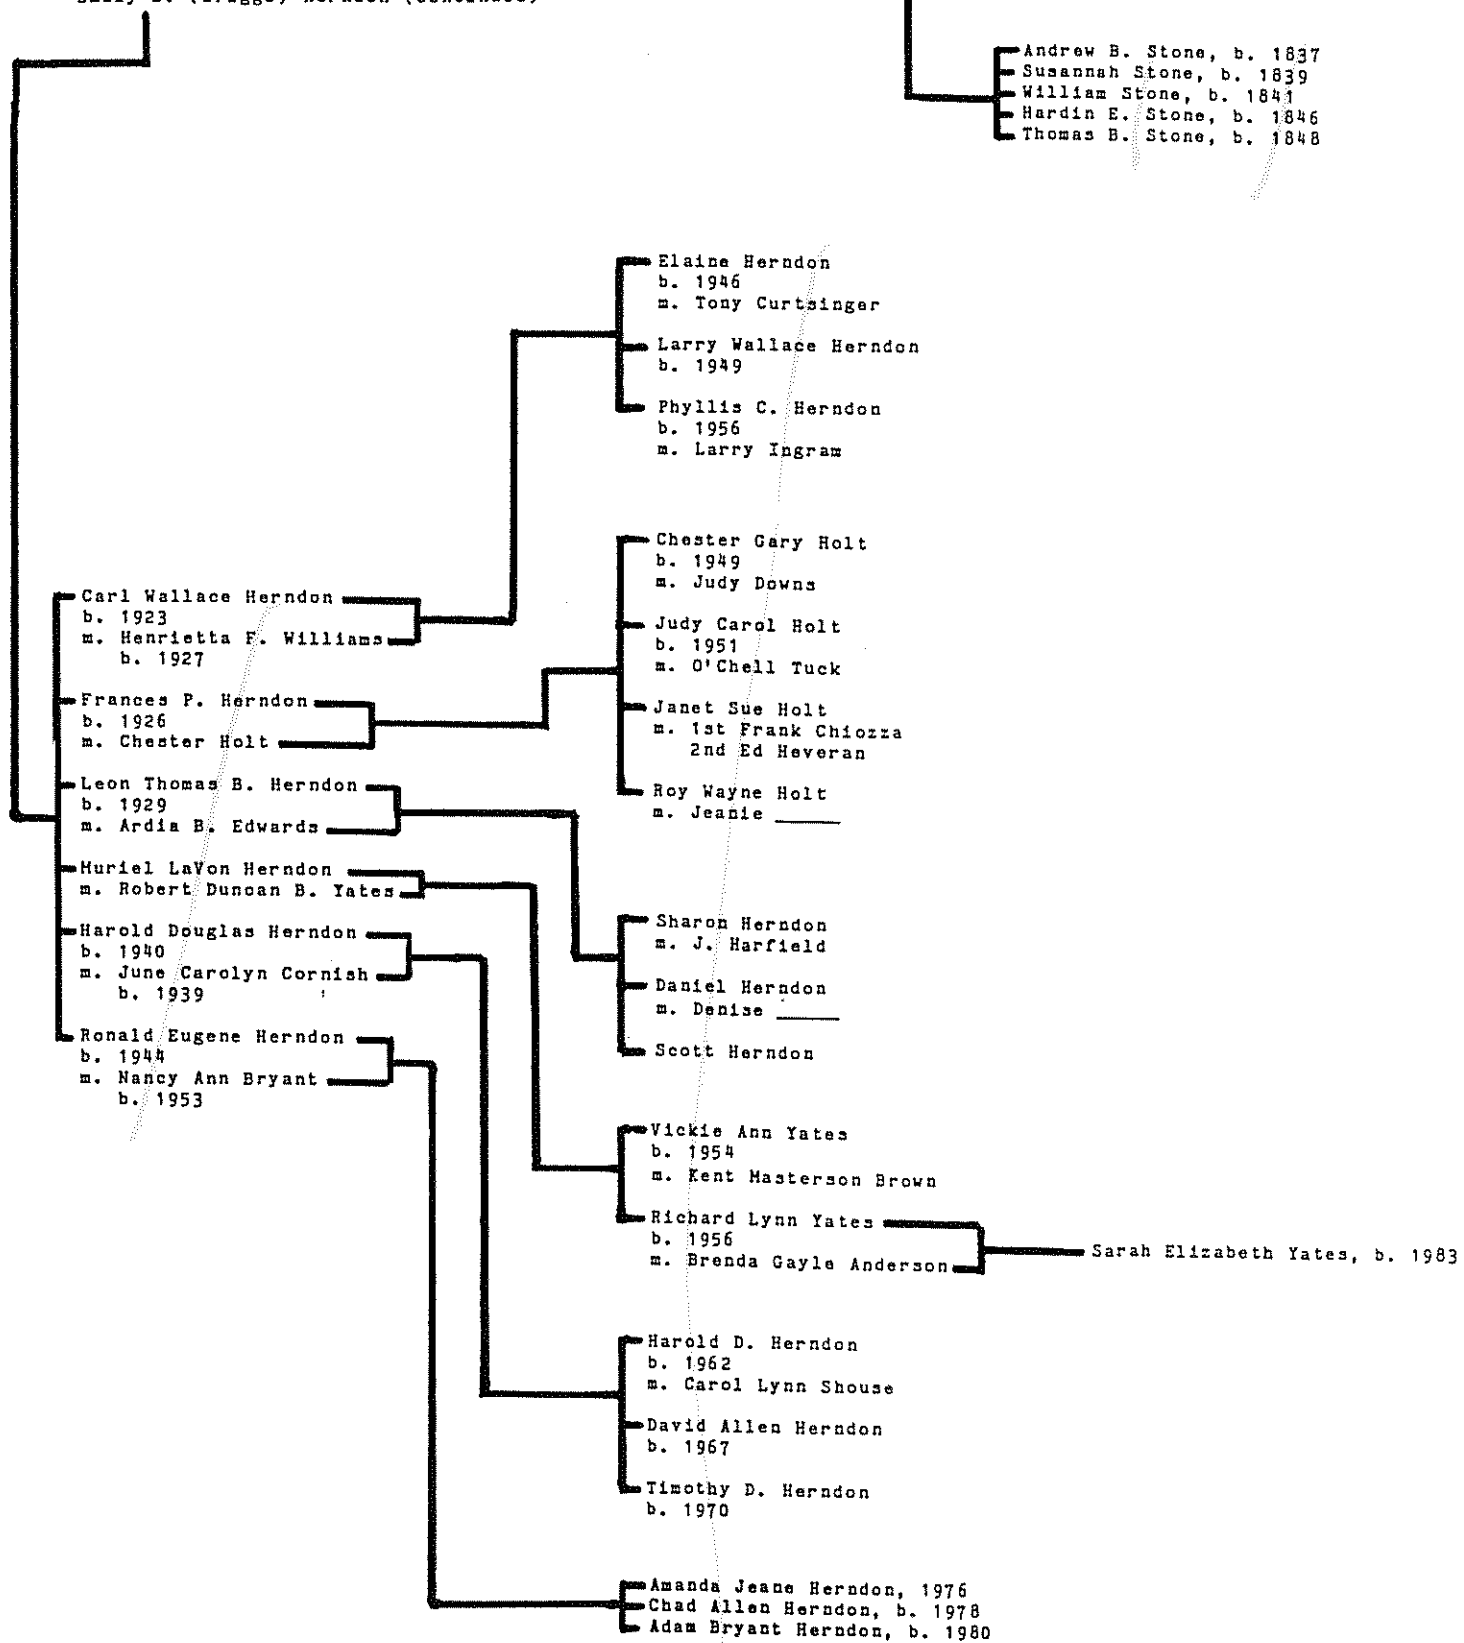 Herndon (continued)
Andrew B. Stone, b. 1837
Susannah Stone, b. 1839
William Stone, b. 1841
Hardin E. Stone, b. 1846
Thomas B. Stone, b. 1848
Elaine Herndon
b. 1946
m. Tony Curtsinger
Larry Wallace Herndon
b. 1949
Phyllis C. Herndon
b. 1956
m. Larry Ingram
Chester Gary Holt
b. 1949
m. Judy Downs
Judy Carol Holt
b. 1951
m. O'Chell Tuck
Janet Sue Holt
m. 1st Frank Chiozza
2nd Ed Heveran
Roy Wayne Holt
m. Jeanie ______
Carl Wallace Herndon
b. 1923
m. Henrietta F. Williams
b. 1927
Frances P. Herndon
b. 1926
m. Chester Holt
Leon Thomas B. Herndon
b. 1929
m. Ardia B. Edwards
Muriel LaVon Herndon
m. Robert Duncan B. Yates
Harold Douglas Herndon
b. 1940
m. June Carolyn Cornish
b. 1939
Ronald Eugene Herndon
b. 1944
m. Nancy Ann Bryant
b. 1953
Sharon Herndon
m. J. Harfield
Daniel Herndon
m. Denise ______
Scott Herndon
Vickie Ann Yates
b. 1954
m. Kent Masterson Brown
Richard Lynn Yates
b. 1956
m. Brenda Gayle Anderson
Sarah Elizabeth Yates, b. 1983
Harold D. Herndon
b. 1962
m. Carol Lynn Shouse
David Allen Herndon
b. 1967
Timothy D. Herndon
b. 1970
Amanda Jeane Herndon, 1976
Chad Allen Herndon, b. 1978
Adam Bryant Herndon, b. 1980